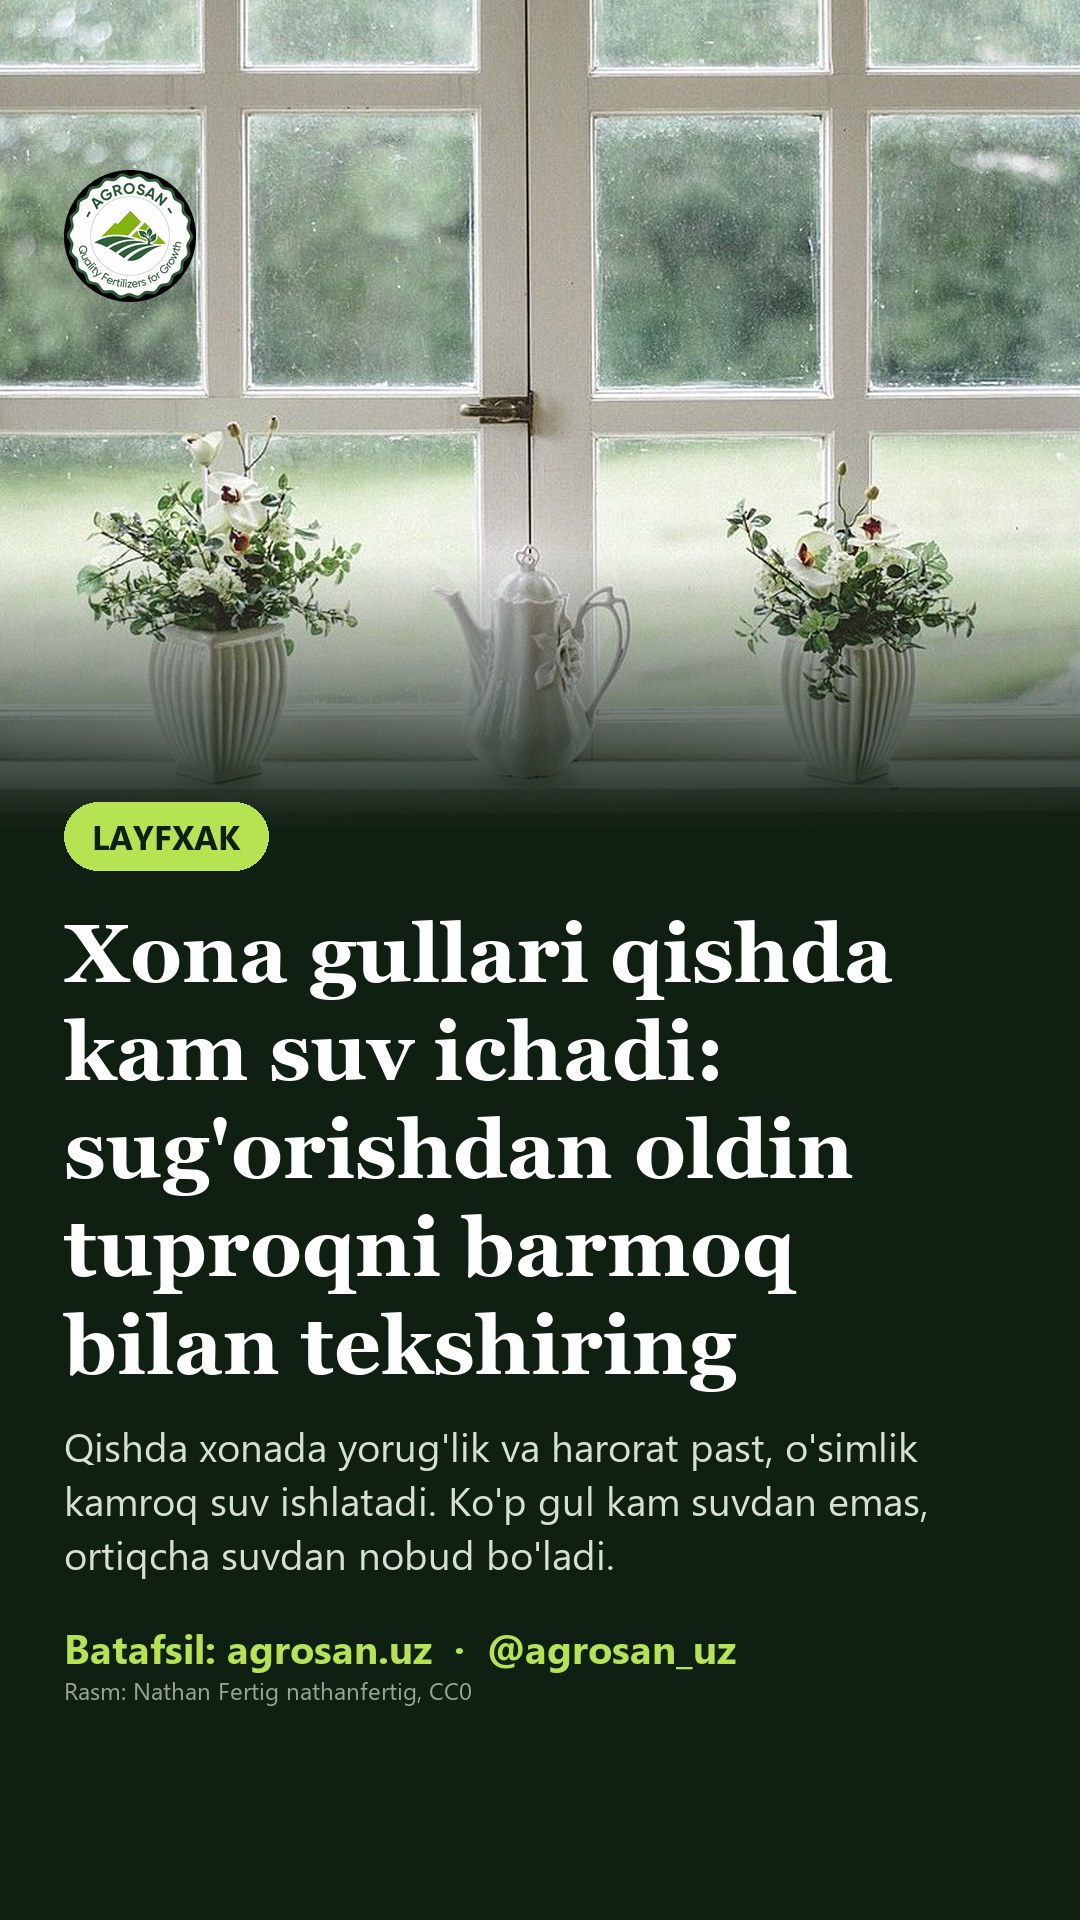 - AGROSAN -
Quality Fertilizers for Growth
LAYFXAK
Xona gullari qishda
kam suv ichadi:
sug'orishdan oldin
tuproqni barmoq
bilan tekshiring
Qishda xonada yorug'lik va harorat past, o'simlik
kamroq suv ishlatadi. Ko'p gul kam suvdan emas,
ortiqcha suvdan nobud bo'ladi.
Batafsil: agrosan.uz · @agrosan_uz
Rasm: Nathan Fertig nathanfertig, CC0